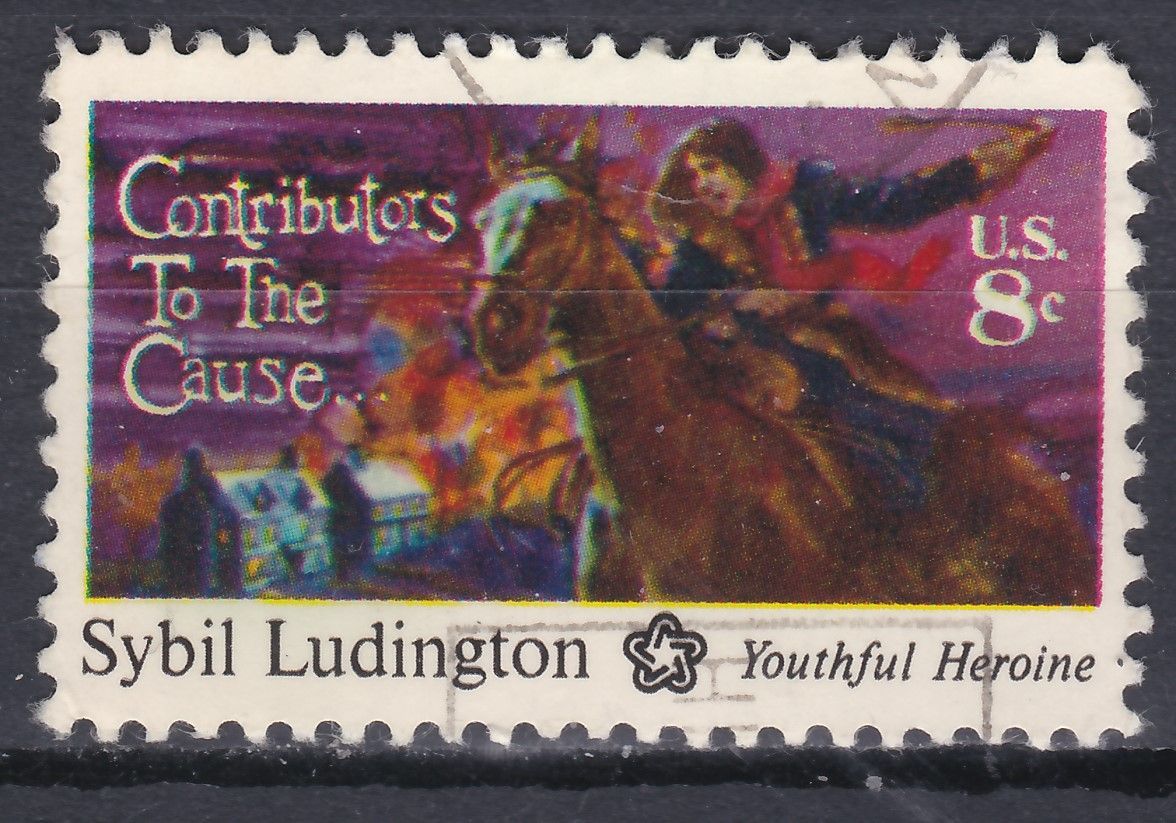 Contributors
To The
Cause...
U.S.
8c
Sybil Ludington Youthful Heroine